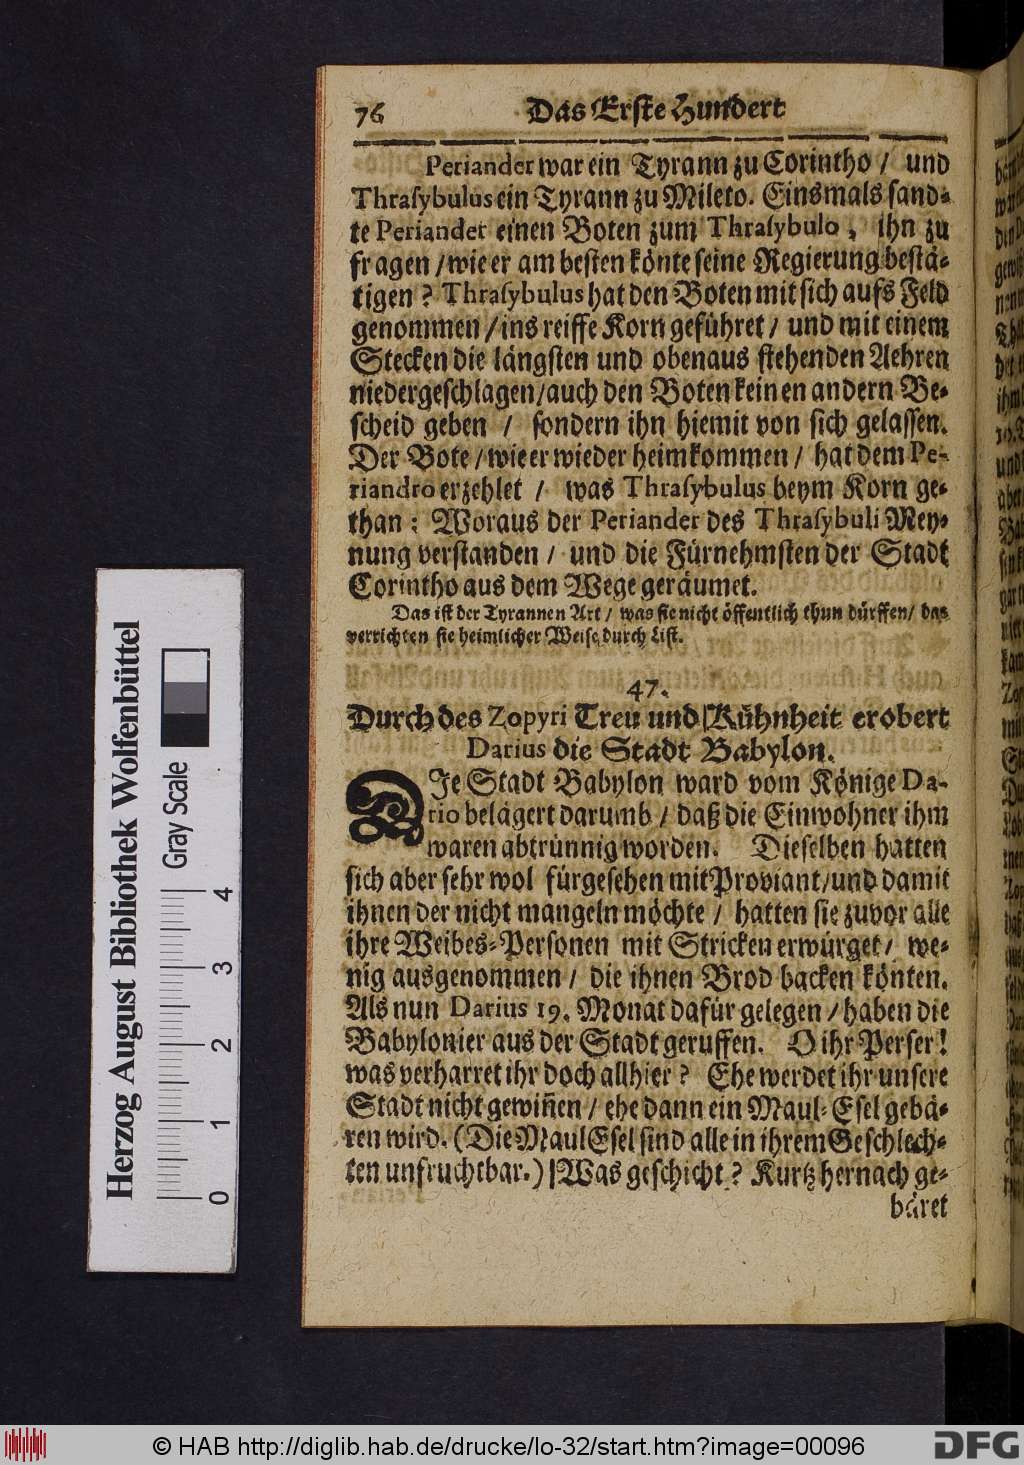 76 Das Erste Hundert
Periander war ein Tyrann zu Corintho / und
Thraſybulus ein Tyrann zu Mileto. Einsmals ſand⸗
te Periander einen Boten zum Thraſybulo, ihn zu
fragen / wie er am beſten könte ſeine Regierung beſtä⸗
tigen? Thraſybulus hat den Boten mit ſich aufs Feld
genommen / ins reiffe Korn geführet / und mit einem
Stecken die längſten und obenaus ſtehenden Aehren
niedergeſchlagen / auch den Boten keinen andern Be⸗
ſcheid geben / ſondern ihn hiemit von ſich gelaſſen.
Der Bote / wie er wieder heimkommen / hat dem Pe-
riandro erzehlet / was Thraſybulus beym Korn ge⸗
than: Woraus der Periander des Thraſybuli Mey⸗
nung verſtanden / und die Fürnehmſten der Stadt
Corintho aus dem Wege geräumet.
Das iſt der Tyrannen Art / was ſie nicht öffentlich thun dürffen / das
verrichten ſie heimlicher Weiſe durch Liſt.
47.
Durch des Zopyri Treu und Kühnheit erobert
Darius die Stadt Babylon.
DIe Stadt Babylon ward vom Könige Da-
rio belägert darumb / daß die Einwohner ihm
waren abtrünnig worden. Dieſelben hatten
ſich aber ſehr wol fürgeſehen mit Proviant / und damit
ihnen der nicht mangeln möchte / hatten ſie zuvor alle
ihre Weibes⸗Perſonen mit Stricken erwürget / we⸗
nig ausgenommen / die ihnen Brod backen könten.
Als nun Darius 19. Monat dafür gelegen / haben die
Babylonier aus der Stadt geruffen. O ihr Perſer!
was verharret ihr doch allhier? Ehe werdet ihr unſere
Stadt nicht gewiñen / ehe dann ein Maul⸗Eſel gebä⸗
ren wird. (Die MaulEſel ſind alle in ihrem Geſchlech⸗
ten unfruchtbar.) Was geſchicht? Kurtz hernach ge⸗
bäret
Herzog August Bibliothek Wolfenbüttel
Gray Scale
0 1 2 3 4
© HAB http://diglib.hab.de/drucke/lo-32/start.htm?image=00096
DFG